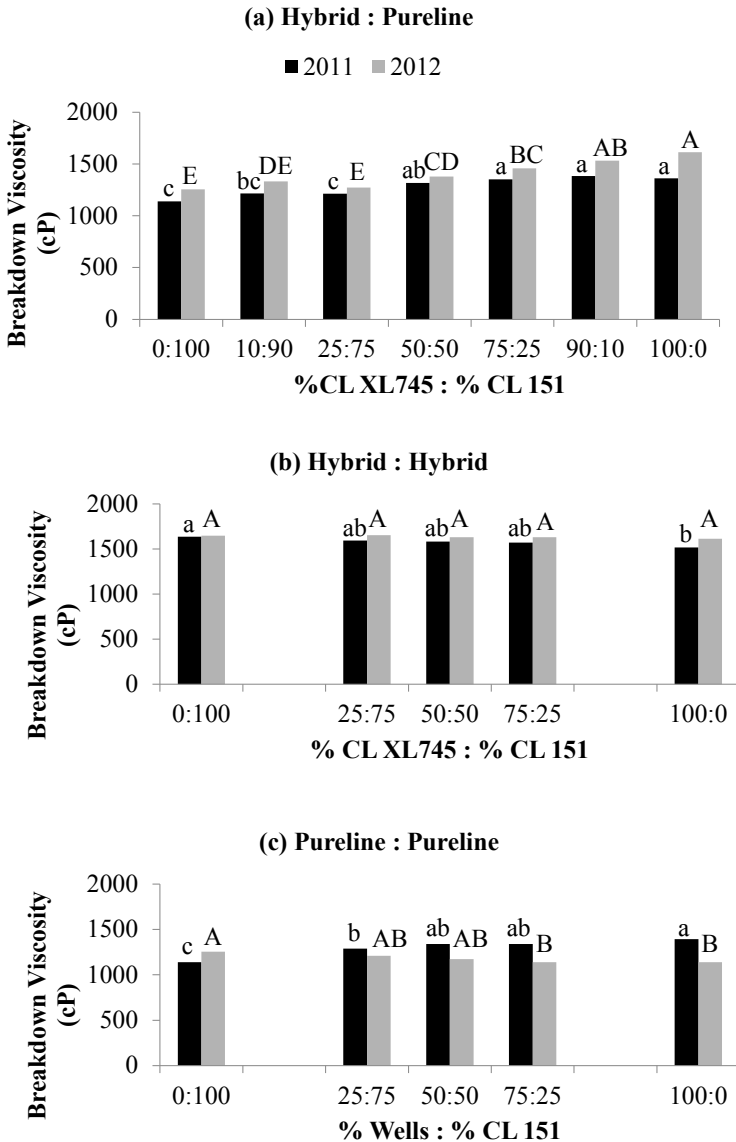 (a) Hybrid : Pureline
2011 2012
Breakdown Viscosity
(cP)
2000
1500
1000
500
0
c E bc DE c E ab CD a BC a AB a A
0:100 10:90 25:75 50:50 75:25 90:10 100:0
%CL XL745 : % CL 151
(b) Hybrid : Hybrid
Breakdown Viscosity
(cP)
2000
1500
1000
500
0
a A ab A ab A ab A b A
0:100 25:75 50:50 75:25 100:0
% CL XL745 : % CL 151
(c) Pureline : Pureline
Breakdown Viscosity
(cP)
2000
1500
1000
500
0
c A b AB ab AB ab B a B
0:100 25:75 50:50 75:25 100:0
% Wells : % CL 151